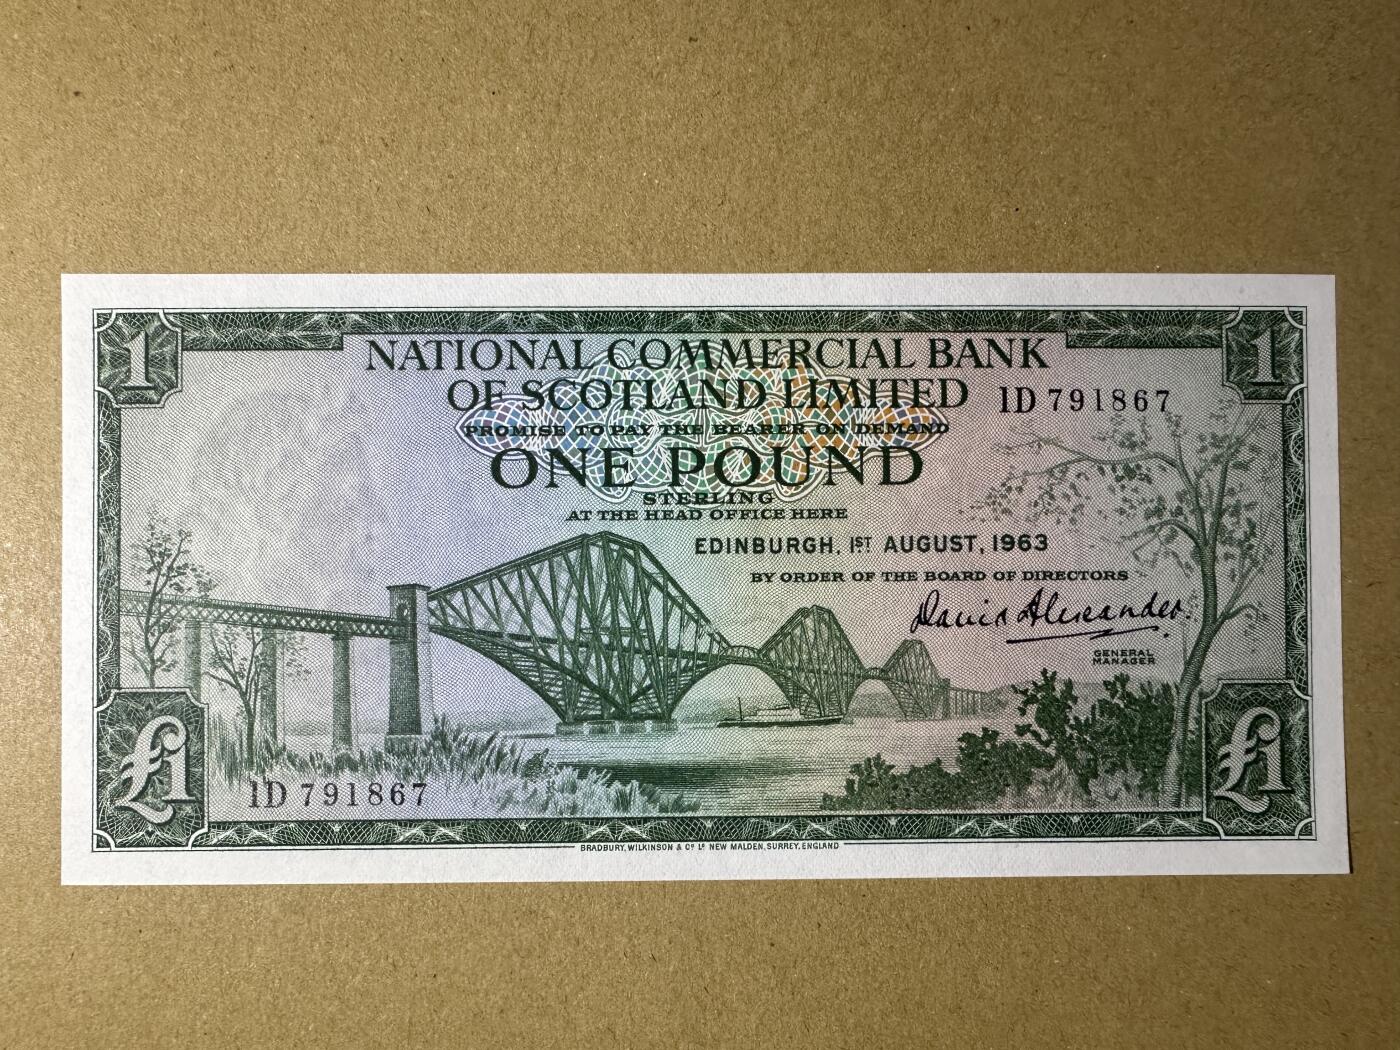 1
1
NATIONAL COMMERCIAL BANK
OF SCOTLAND LIMITED
1D 791867
PROMISE TO PAY THE BEARER ON DEMAND
ONE POUND
STERLING
AT THE HEAD OFFICE HERE
EDINBURGH, 1ST AUGUST, 1963
BY ORDER OF THE BOARD OF DIRECTORS
David Alexander.
GENERAL
MANAGER
£1
1D 791867
£1
BRADBURY, WILKINSON & Co. Ld. NEW MALDEN, SURREY, ENGLAND